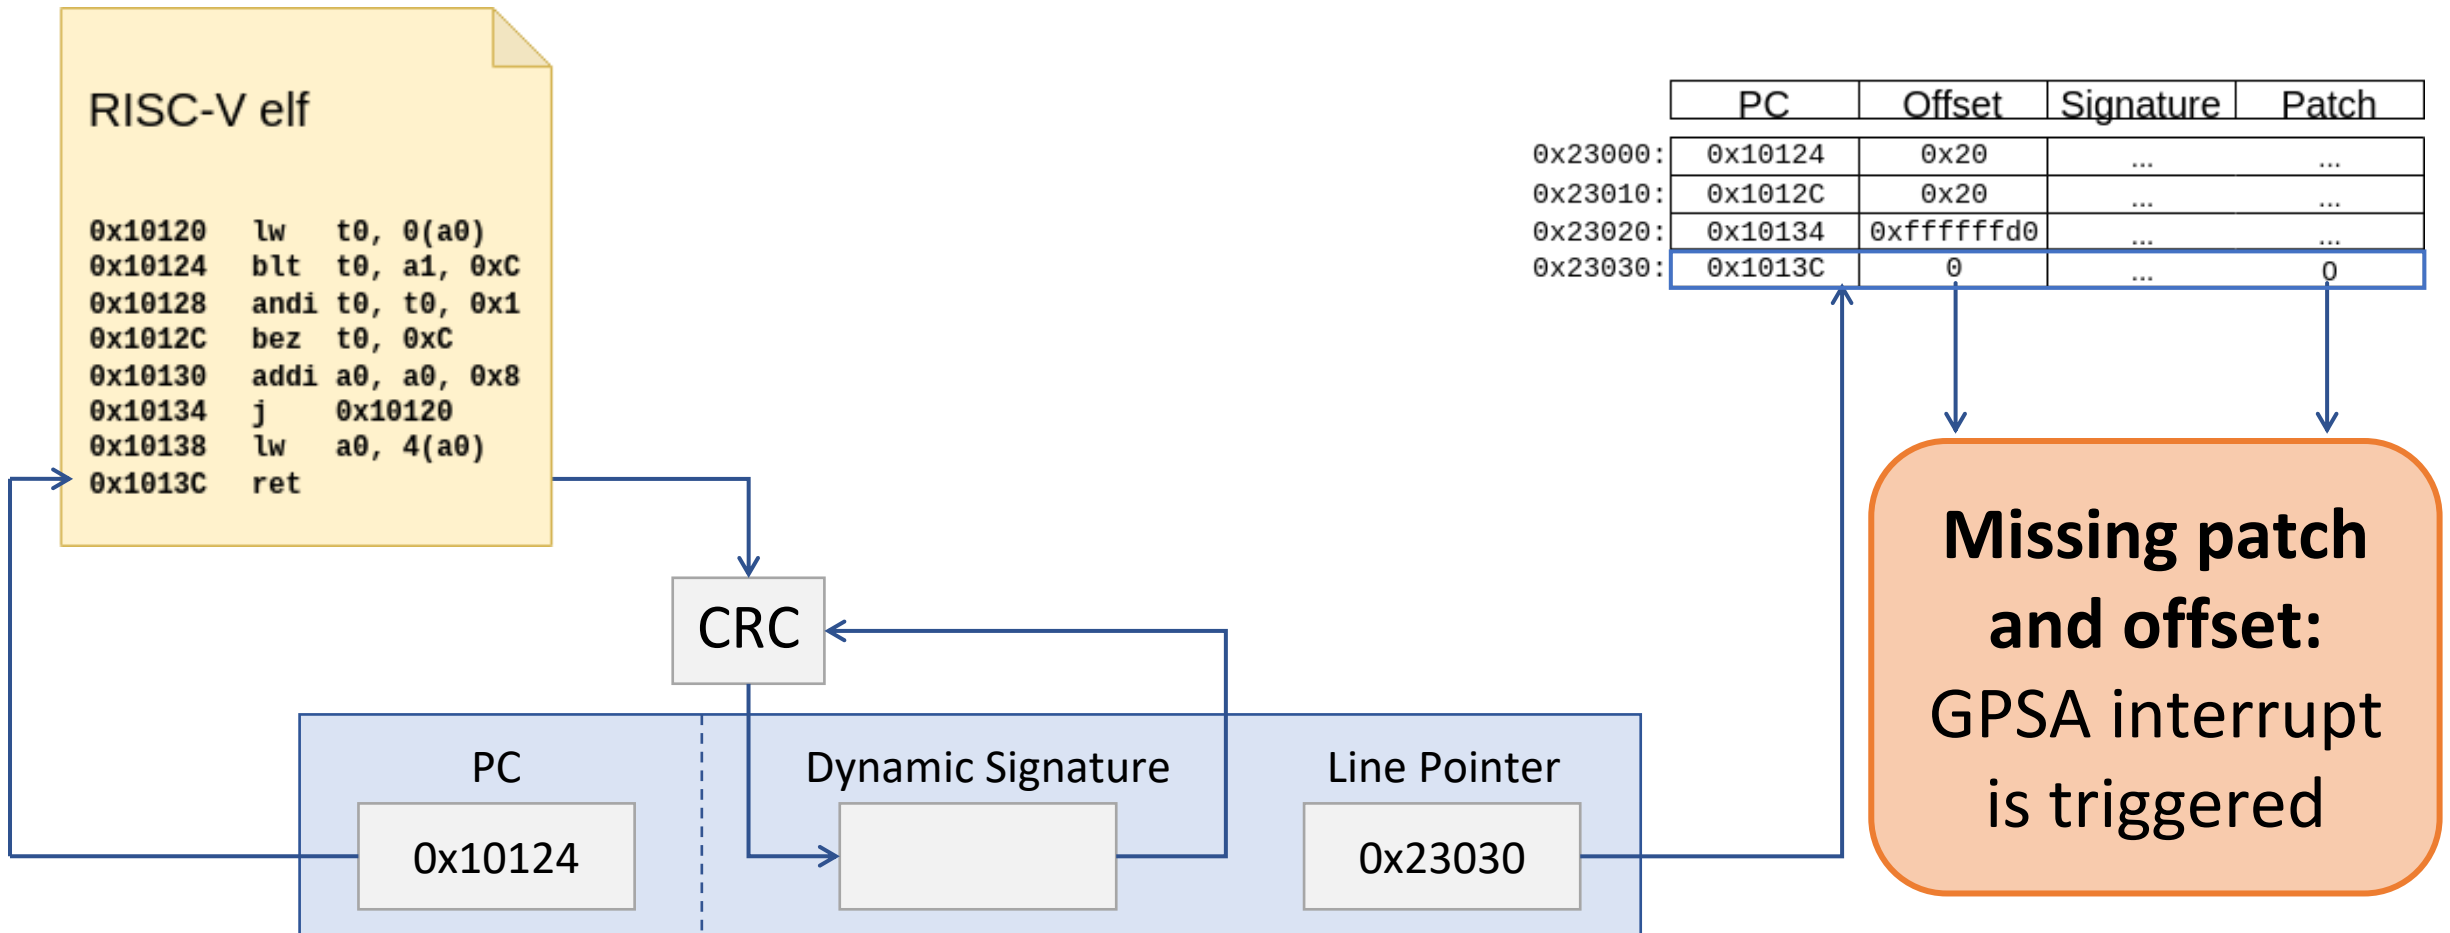 RISC-V elf
0x10120 lw t0, 0(a0)
0x10124 blt t0, a1, 0xC
0x10128 andi t0, t0, 0x1
0x1012C bez t0, 0xC
0x10130 addi a0, a0, 0x8
0x10134 j 0x10120
0x10138 lw a0, 4(a0)
0x1013C ret
PC Offset Signature Patch
0x23000: 0x10124 0x20 ... ...
0x23010: 0x1012C 0x20 ... ...
0x23020: 0x10134 0xffffffd0 ... ...
0x23030: 0x1013C 0 ... 0
Missing patch
and offset:
GPSA interrupt
is triggered
CRC
PC Dynamic Signature Line Pointer
0x10124 0x23030